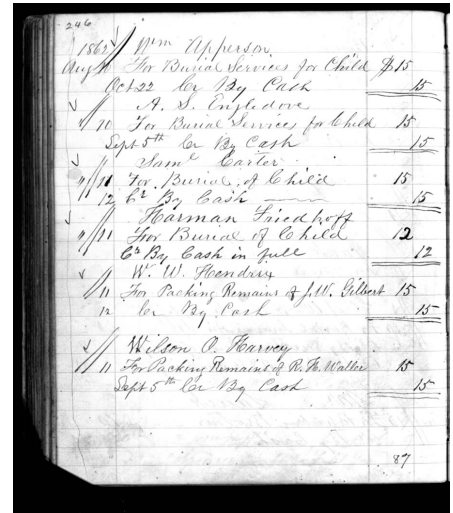 246
1862 // Wm Apperson
Aug 10 For Burial Services for Child $15
Oct 22 Cr By Cash 15
// A. S. Engledove
10 For Burial Services for Child 15
Sept 5th Cr By Cash 15
// Saml Carter
" // 11 For Burial of Child 15
12 Cr By Cash 15
// Harman Friedhoff
" // 11 For Burial of Child 12
Cr By Cash in full 12
// W. W. Hendrix
11 For Packing Remains of J. W. Gilbert 15
12 Cr By Cash 15
// Wilson O. Harvey
11 For Packing Remains of R. H. Waller 15
Sept 5th Cr By Cash 15
87